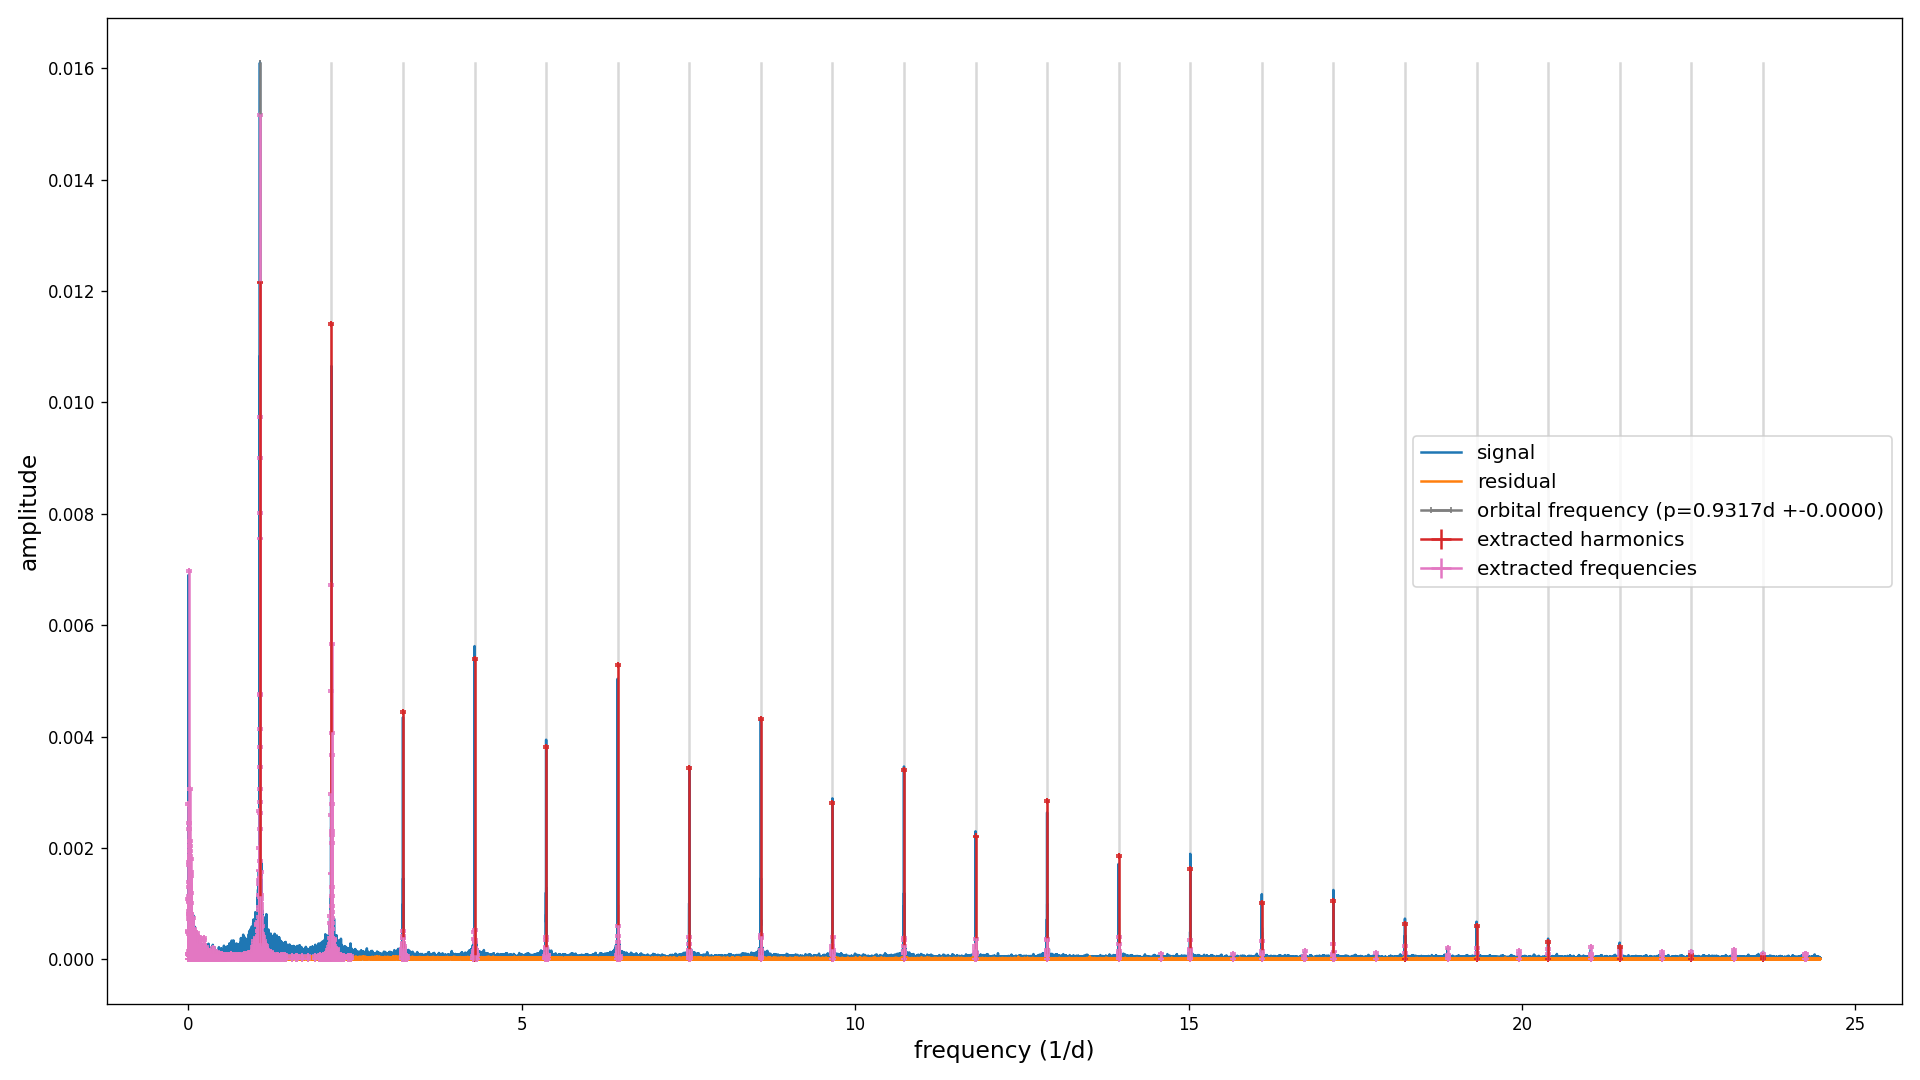 0.016
0.014
0.012
0.010
0.008
0.006
0.004
0.002
0.000
amplitude
signal
residual
orbital frequency (p=0.9317d +-0.0000)
extracted harmonics
extracted frequencies
0 5 10 15 20 25
frequency (1/d)